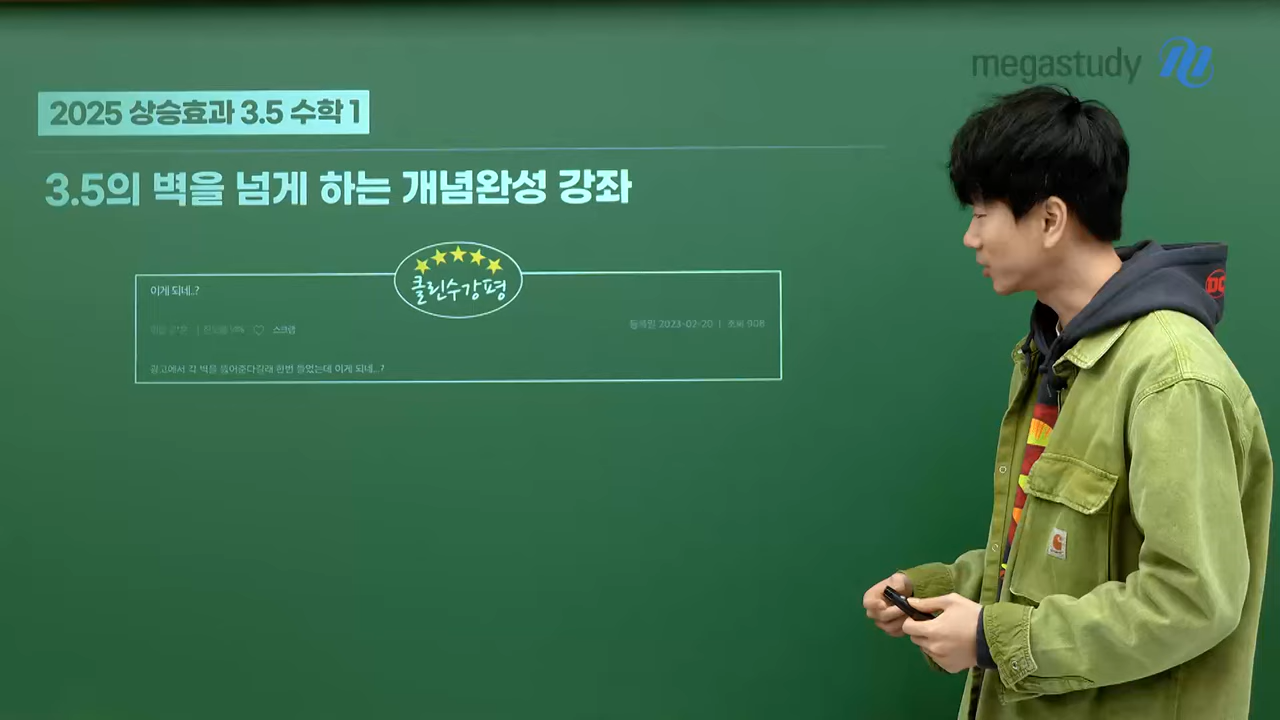 megastudy
2025 상승효과 3.5 수학 1
3.5의 벽을 넘게 하는 개념완성 강좌
클린수강평
이게 되네..?
스크랩
등록일 2023-02-20 | 조회 908
광고에서 각 벽을 뚫어준다길래 한번 들었는데 이게 되네...?
DC